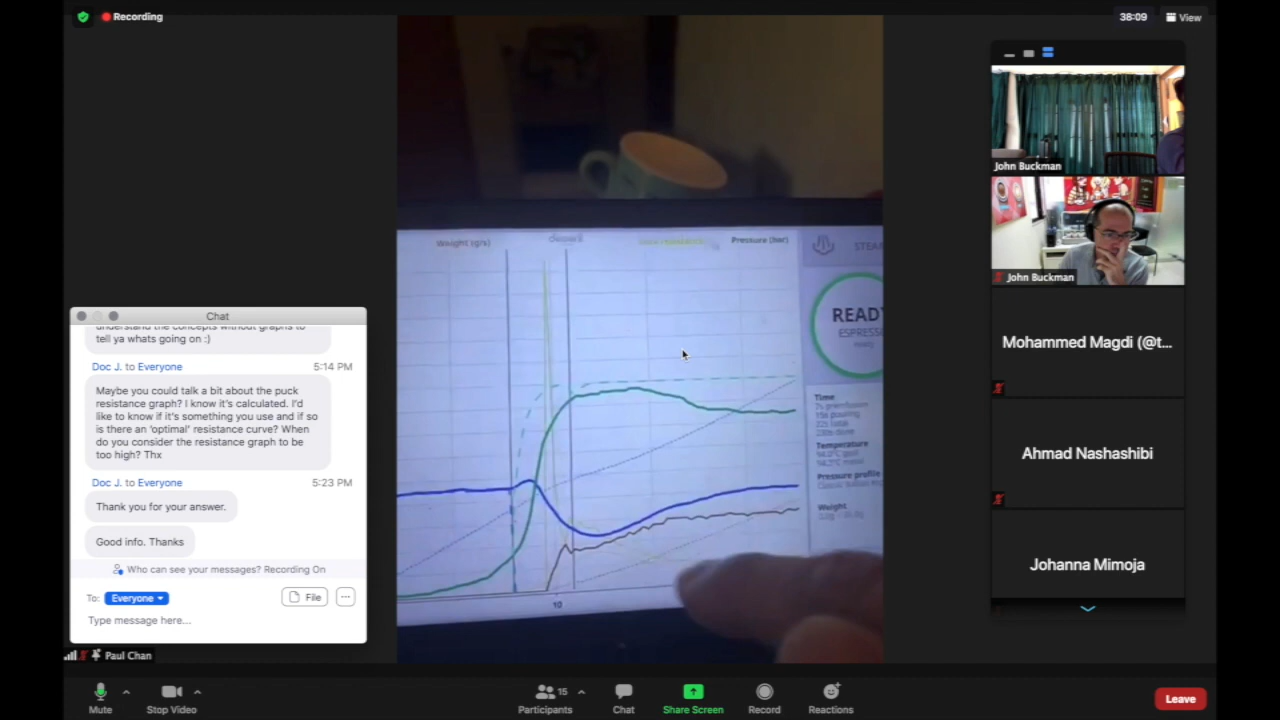 Recording
38:09
View
Chat
understand the concepts without graphs to
tell ya whats going on :)
Doc J. to Everyone
5:14 PM
Maybe you could talk a bit about the puck
resistance graph? I know it's calculated. I'd
like to know if it's something you use and if so
is there an 'optimal' resistance curve? When
do you consider the resistance graph to be
too high? Thx
Doc J. to Everyone
5:23 PM
Thank you for your answer.
Good info. Thanks
Who can see your messages? Recording On
To: Everyone
File
Type message here...
Paul Chan
Weight (g/s)
Pressure (bar)
STEA
READY
ESPRESS
Time
Temperature
Pressure profile
Weight
10
John Buckman
John Buckman
Mohammed Magdi (@t...
Ahmad Nashashibi
Johanna Mimoja
Mute
Stop Video
Participants
15
Chat
Share Screen
Record
Reactions
Leave